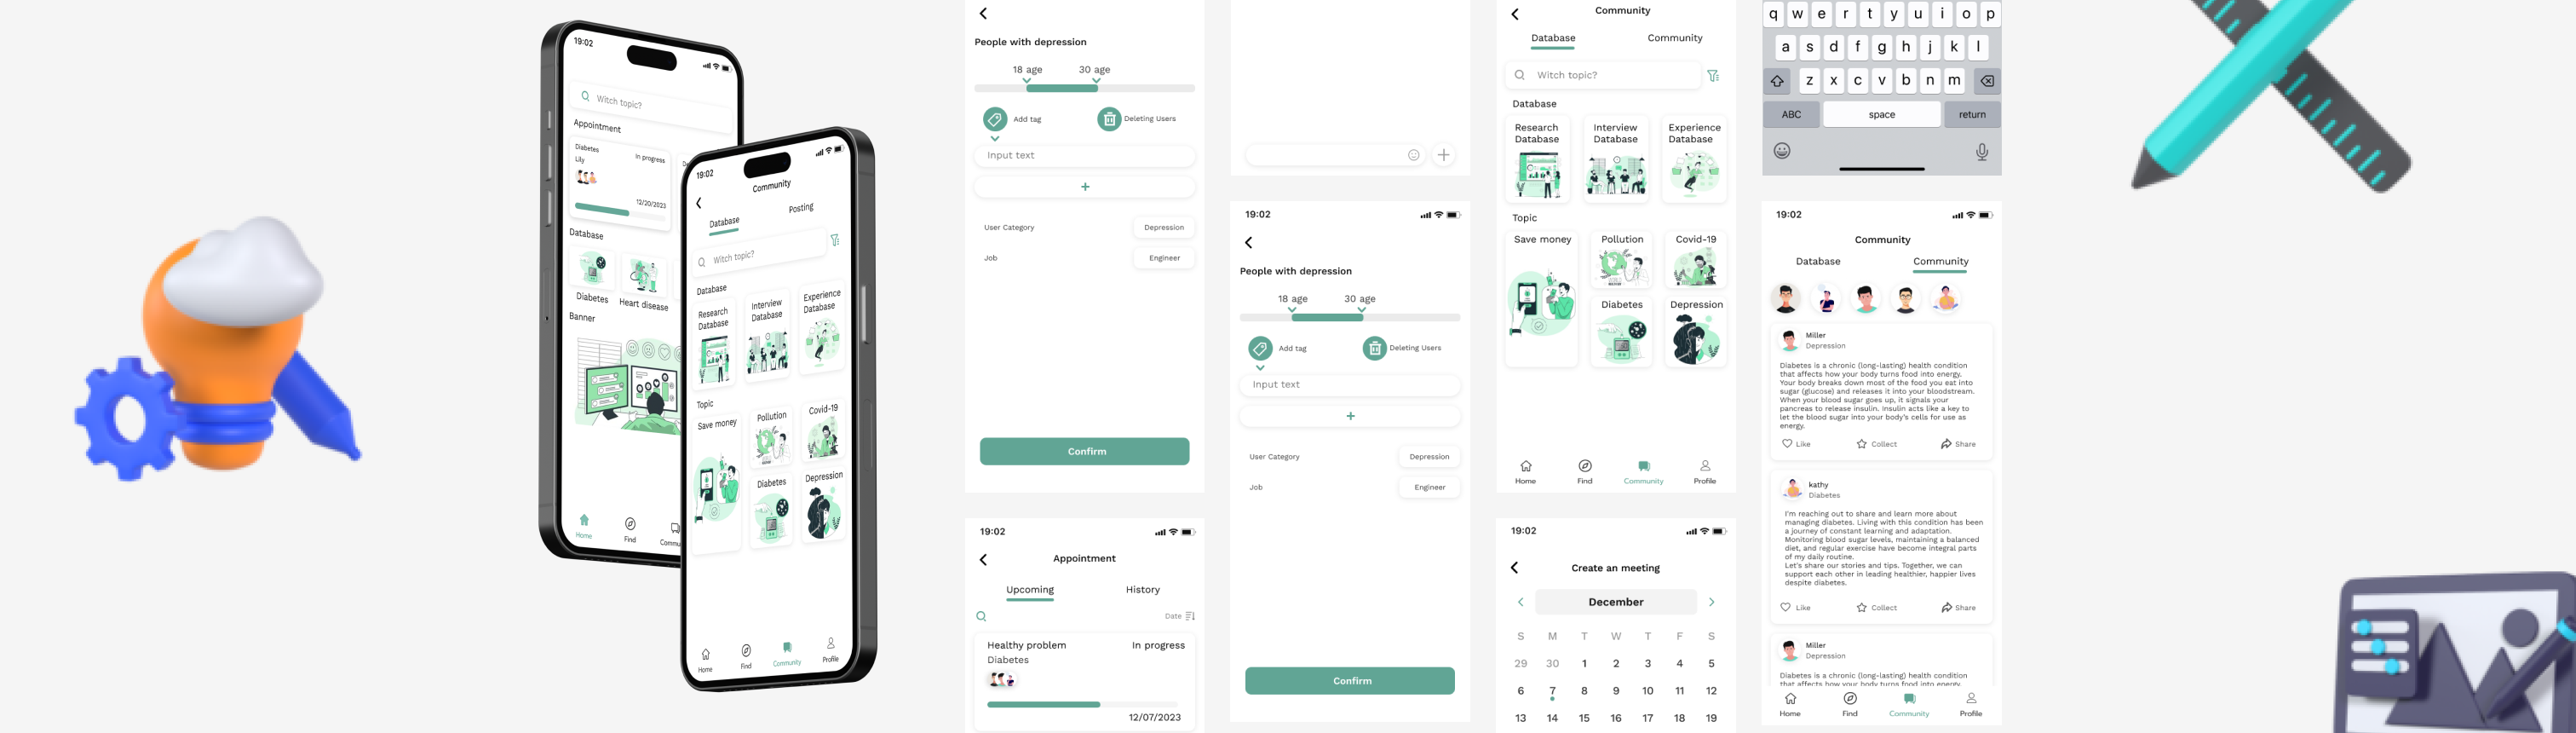 19:02
Witch topic?
Appointment
Diabetes
In progress
Lily
12/20/2023
Database
Diabetes
Heart disease
Banner
Home
Find
19:02
Community
Database
Posting
Witch topic?
Database
Research
Database
Interview
Database
Experience
Database
Topic
Save money
Pollution
Covid-19
Diabetes
Depression
Home
Find
Community
Profile
People with depression
18 age
30 age
Add tag
Deleting Users
Input text
+
User Category
Depression
Job
Engineer
Confirm
19:02
Appointment
Upcoming
History
Date
Healthy problem
In progress
Diabetes
12/07/2023
19:02
People with depression
18 age
30 age
Add tag
Deleting Users
Input text
+
User Category
Depression
Job
Engineer
Confirm
Community
Database
Community
Witch topic?
Database
Research
Database
Interview
Database
Experience
Database
Topic
Save money
Pollution
Covid-19
Diabetes
Depression
Home
Find
Community
Profile
19:02
Create an meeting
December
S M T W T F S
29 30 1 2 3 4 5
6 7 8 9 10 11 12
13 14 15 16 17 18 19
q w e r t y u i o p
a s d f g h j k l
z x c v b n m
ABC
space
return
19:02
Community
Database
Community
Miller
Depression
Diabetes is a chronic (long-lasting) health condition
that affects how your body turns food into energy.
Your body breaks down most of the food you eat into
sugar (glucose) and releases it into your bloodstream.
When your blood sugar goes up, it signals your
pancreas to release insulin. Insulin acts like a key to
let the blood sugar into your body's cells for use as
energy.
Like
Collect
Share
kathy
Diabetes
I'm reaching out to share and learn more about
managing diabetes. Living with this condition has been
a journey of constant learning and adaptation.
Monitoring blood sugar levels, maintaining a balanced
diet, and regular exercise have become integral parts
of my daily routine.
Let's share our stories and tips. Together, we can
support each other in leading healthier, happier lives
despite diabetes.
Like
Collect
Share
Miller
Depression
Diabetes is a chronic (long-lasting) health condition
that affects how your body turns food into energy.
Home
Find
Community
Profile